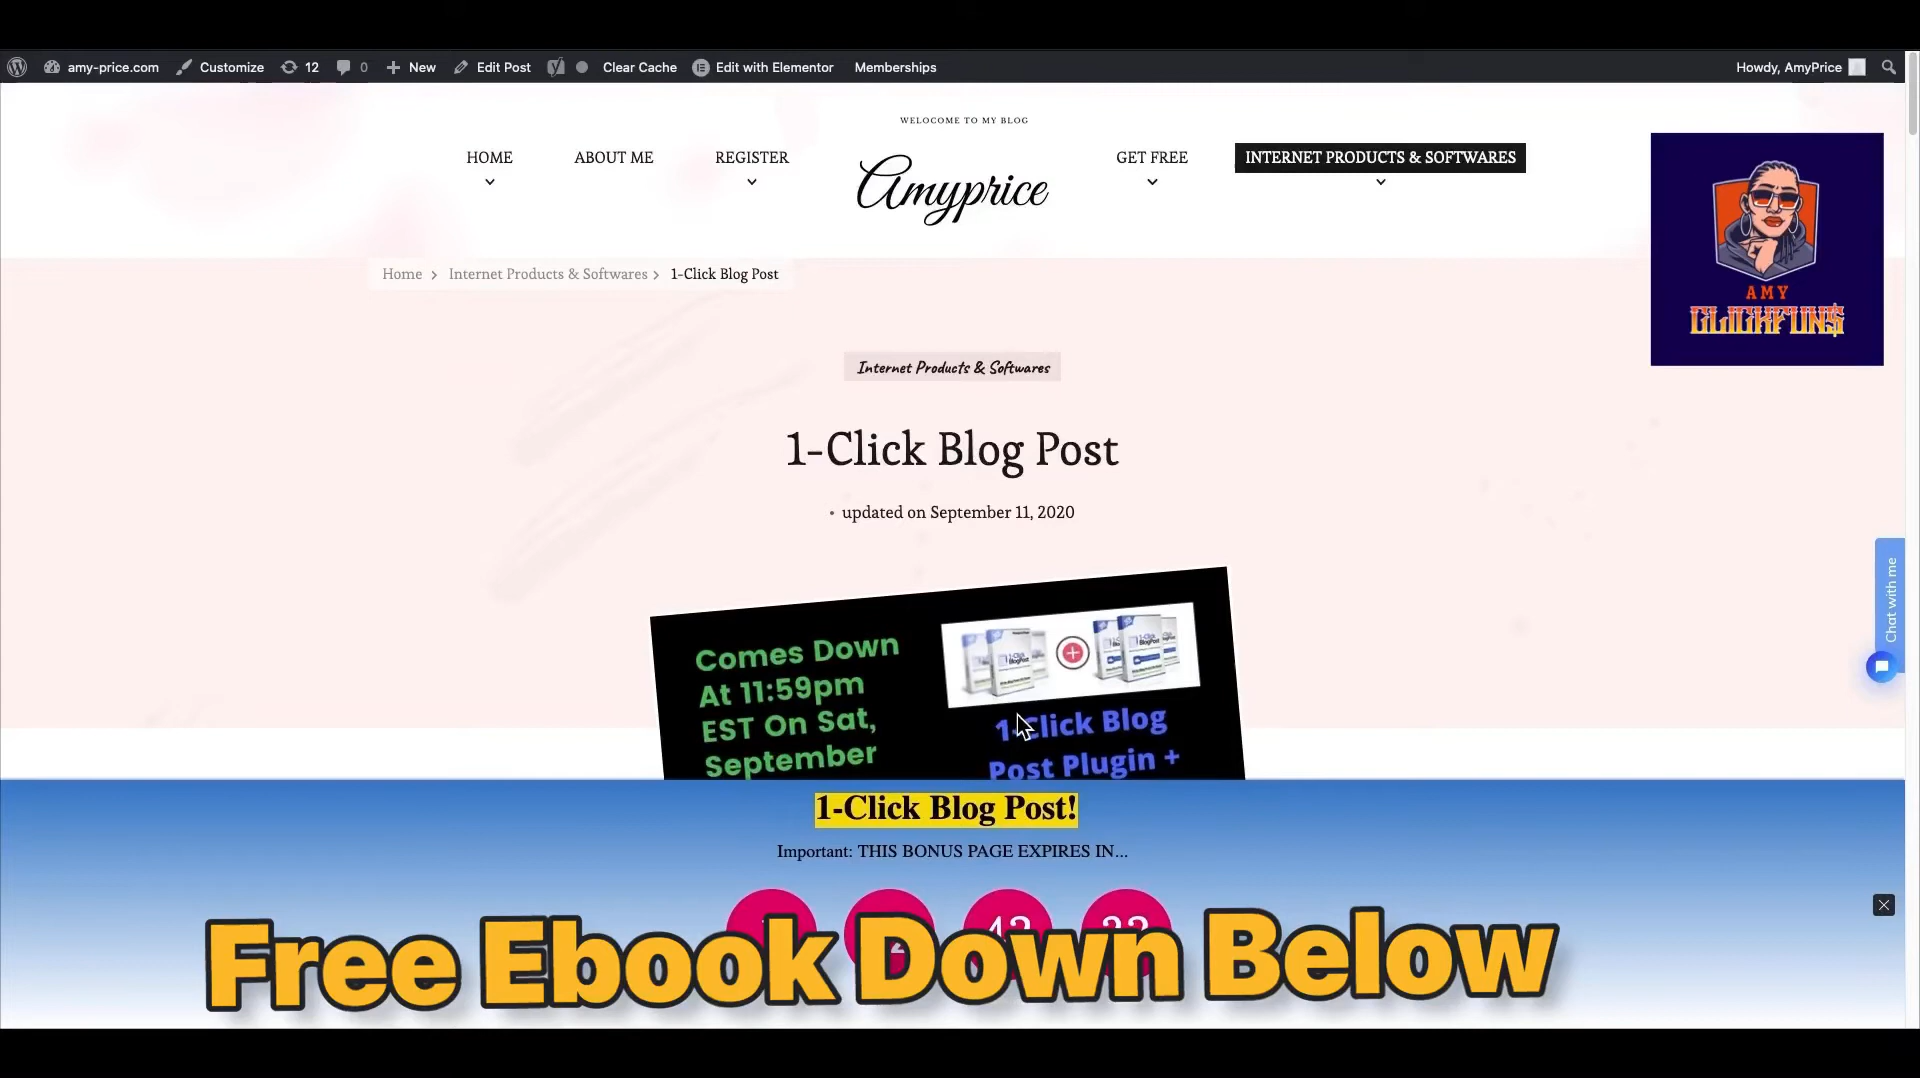 amy-price.com Customize 12 0 New Edit Post Clear Cache Edit with Elementor Memberships Howdy, AmyPrice
WELOCOME TO MY BLOG
HOME ABOUT ME REGISTER GET FREE INTERNET PRODUCTS & SOFTWARES
Amyprice
AMY
CLICKFUN$
Home > Internet Products & Softwares > 1-Click Blog Post
Internet Products & Softwares
1-Click Blog Post
• updated on September 11, 2020
Chat with me
Comes Down
At 11:59pm
EST On Sat,
September
1-Click Blog
Post Plugin +
1-Click Blog Post!
Important: THIS BONUS PAGE EXPIRES IN...
Free Ebook Down Below